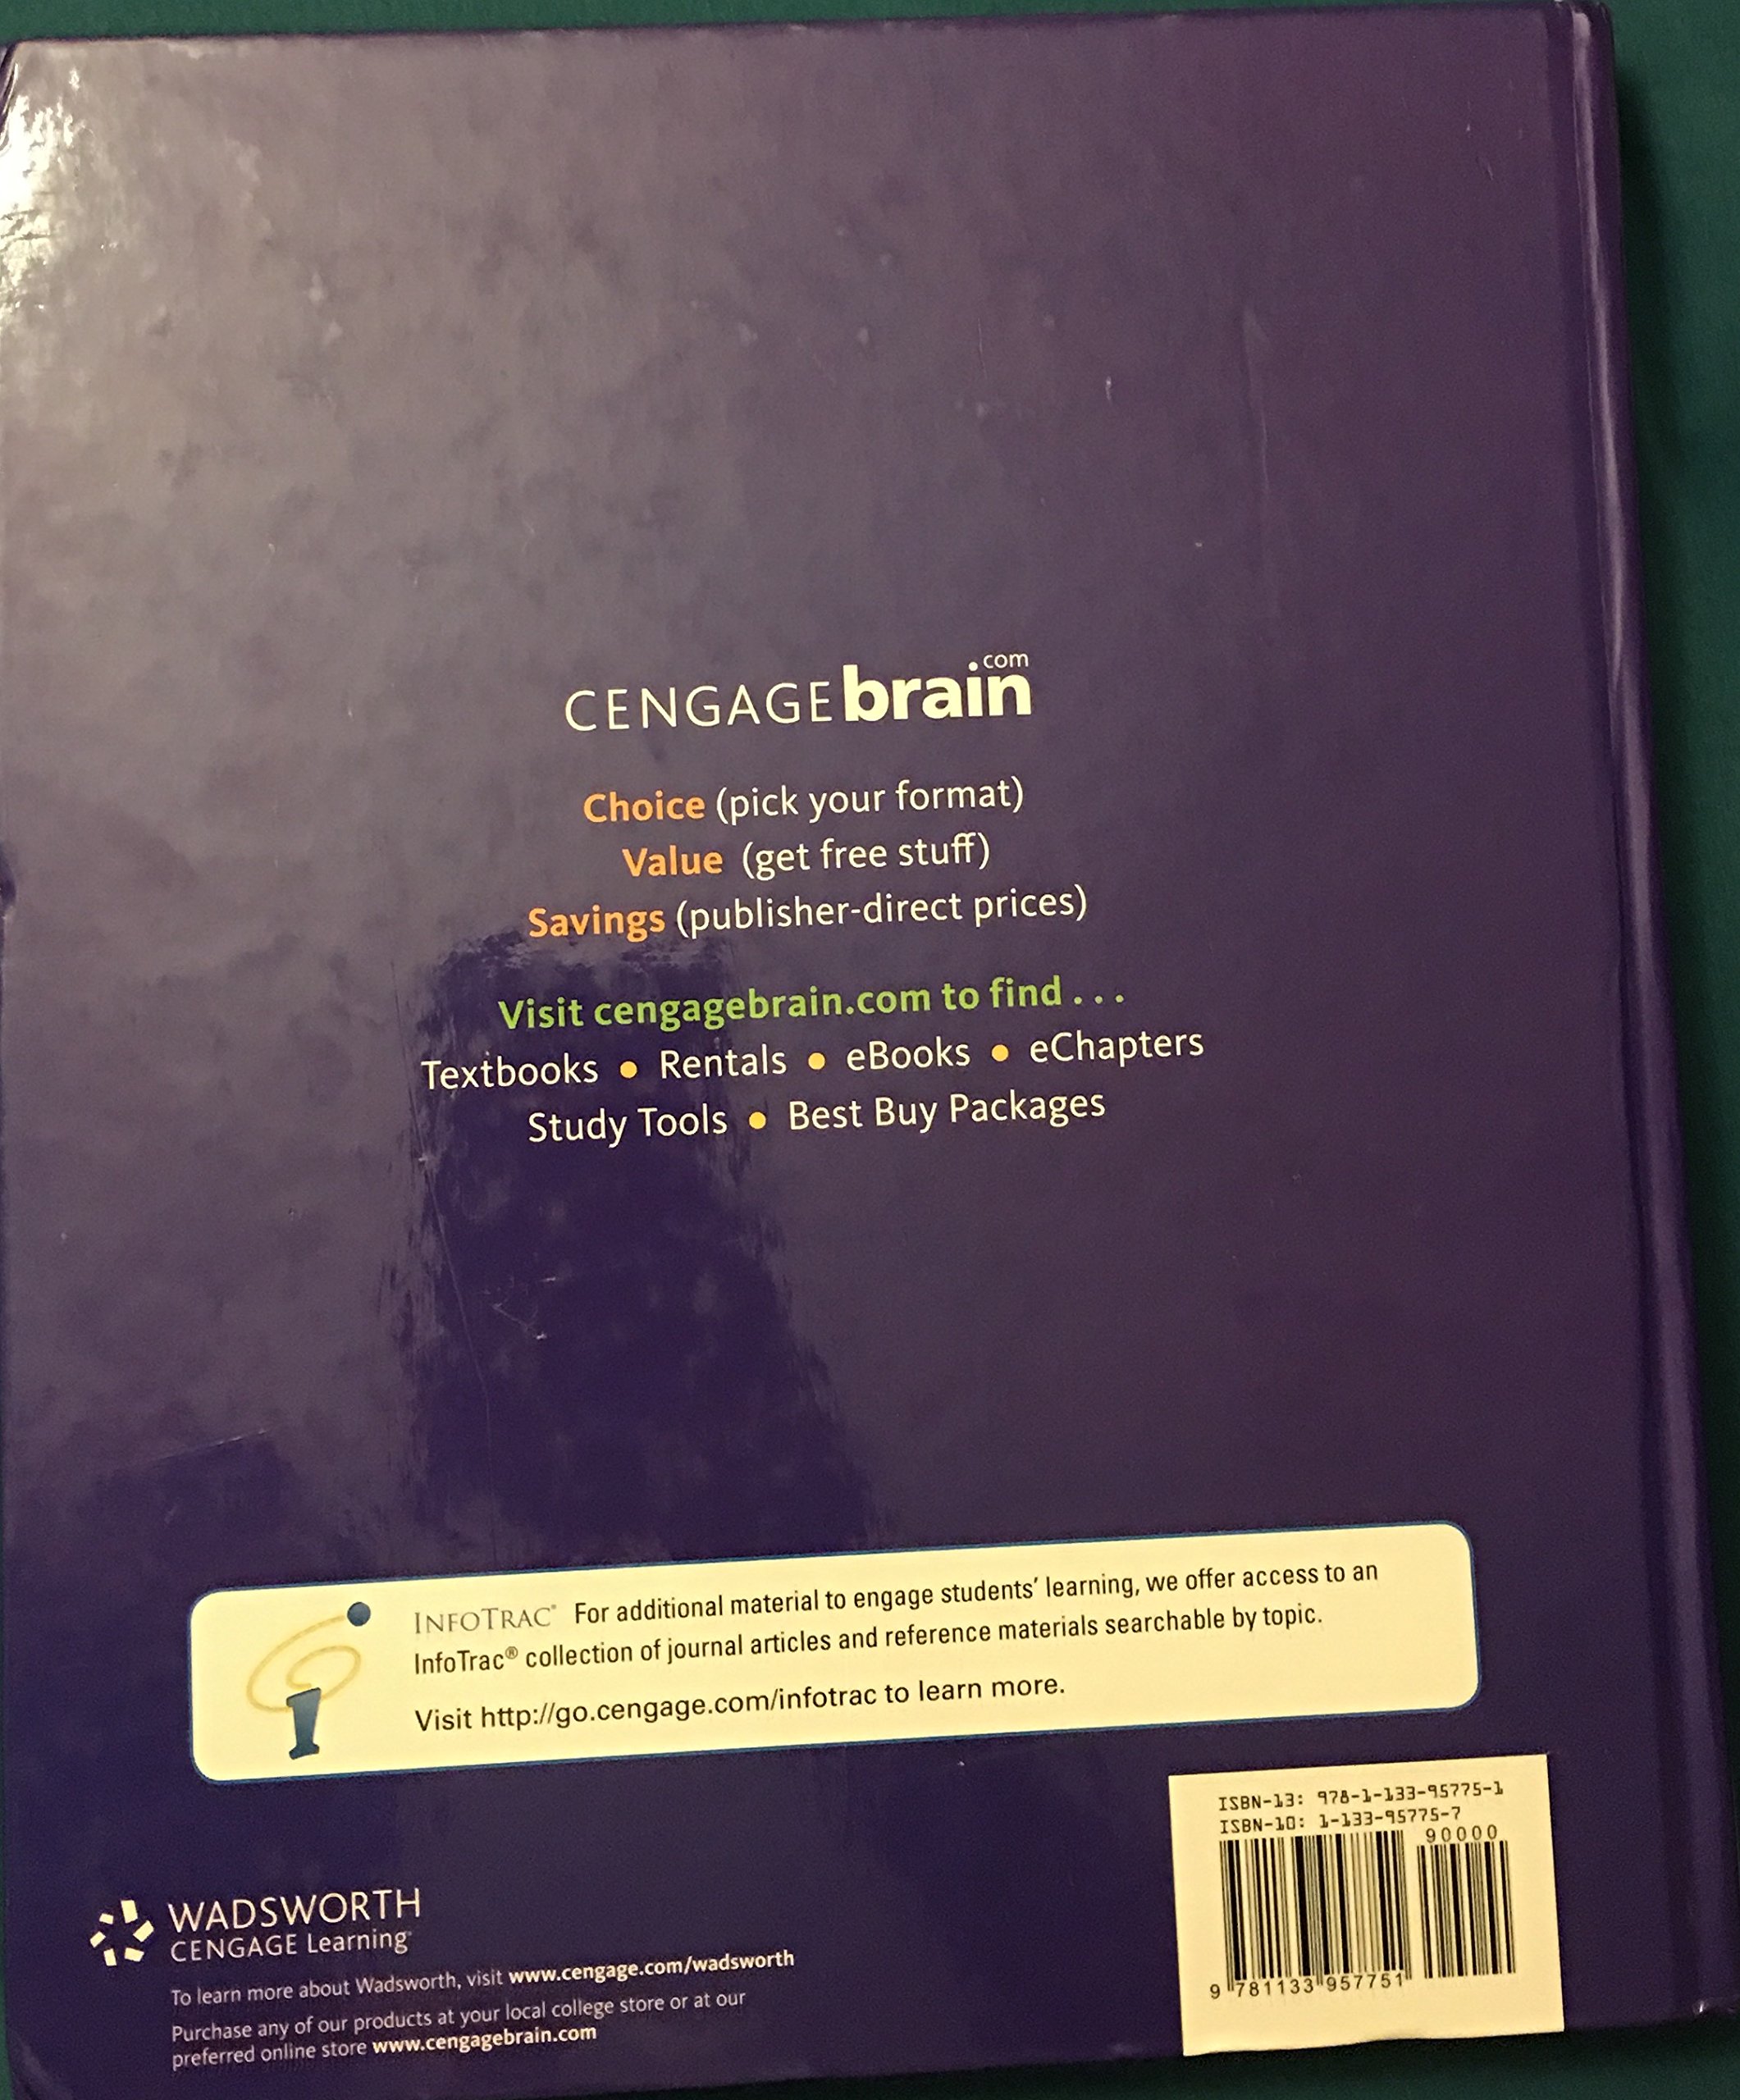 CENGAGEbrain.com
Choice (pick your format)
Value (get free stuff)
Savings (publisher-direct prices)
Visit cengagebrain.com to find . . .
Textbooks • Rentals • eBooks • eChapters
Study Tools • Best Buy Packages
INFOTRAC® For additional material to engage students' learning, we offer access to an
InfoTrac® collection of journal articles and reference materials searchable by topic.
Visit http://go.cengage.com/infotrac to learn more.
WADSWORTH
CENGAGE Learning™
To learn more about Wadsworth, visit www.cengage.com/wadsworth
Purchase any of our products at your local college store or at our
preferred online store www.cengagebrain.com
ISBN-13: 978-1-133-95775-1
ISBN-10: 1-133-95775-7
90000
9 781133 957751